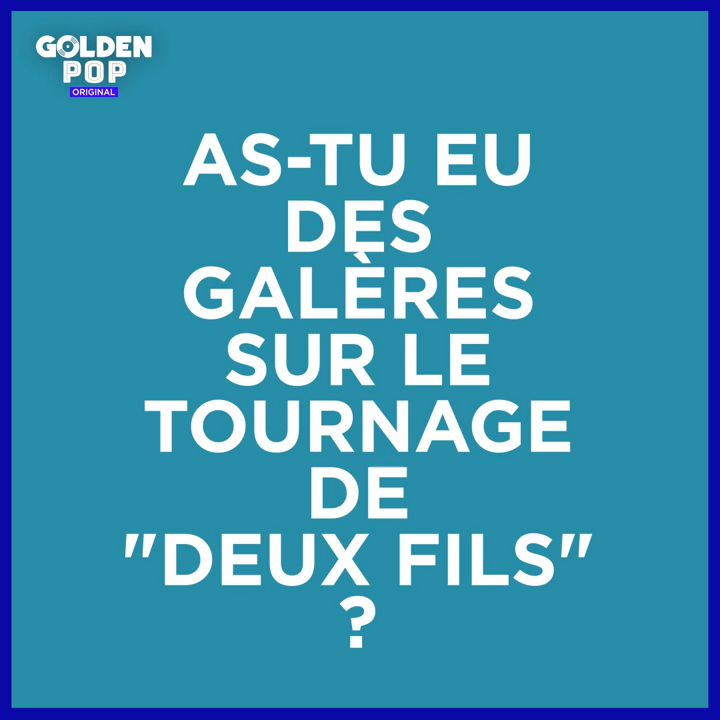 GOLDEN
POP
ORIGINAL
AS-TU EU
DES
GALÈRES
SUR LE
TOURNAGE
DE
"DEUX FILS"
?